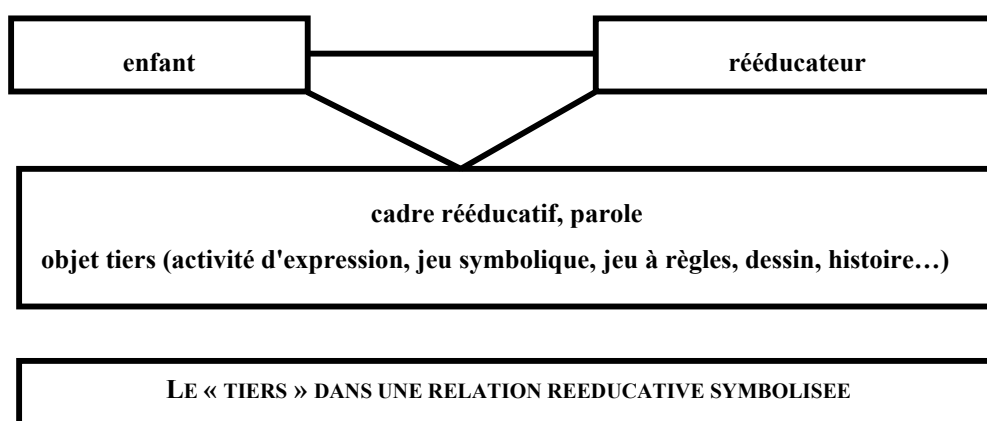 enfant
rééducateur
cadre rééducatif, parole
objet tiers (activité d'expression, jeu symbolique, jeu à règles, dessin, histoire…)
LE « TIERS » DANS UNE RELATION REEDUCATIVE SYMBOLISEE